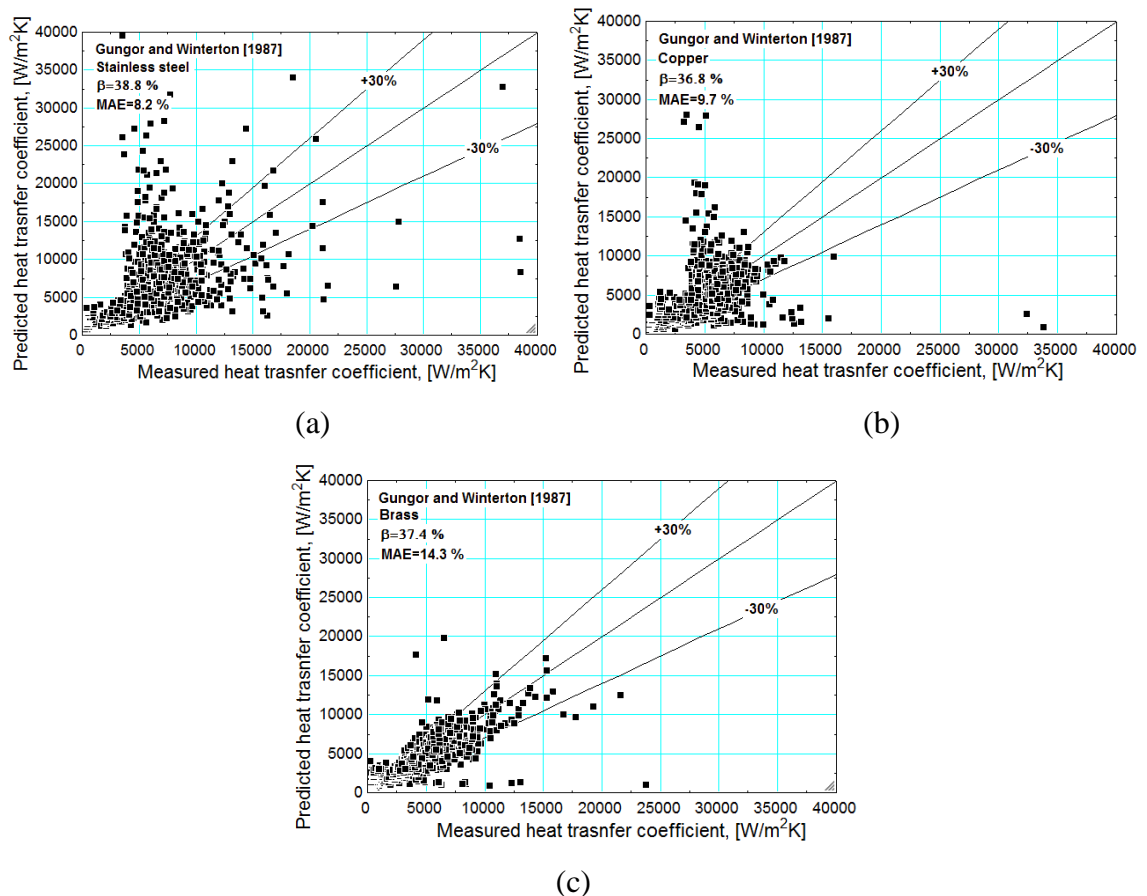 40000
35000
30000
25000
20000
15000
10000
5000
0
Predicted heat trasnfer coefficient, [W/m²K]
Gungor and Winterton [1987]
Stainless steel
β=38.8 %
MAE=8.2 %
+30%
-30%
0 5000 10000 15000 20000 25000 30000 35000 40000
Measured heat trasnfer coefficient, [W/m²K]
(a)
40000
35000
30000
25000
20000
15000
10000
5000
0
Predicted heat trasnfer coefficient, [W/m²K]
Gungor and Winterton [1987]
Copper
β=36.8 %
MAE=9.7 %
+30%
-30%
0 5000 10000 15000 20000 25000 30000 35000 40000
Measured heat trasnfer coefficient, [W/m²K]
(b)
40000
35000
30000
25000
20000
15000
10000
5000
0
Predicted heat trasnfer coefficient, [W/m²K]
Gungor and Winterton [1987]
Brass
β=37.4 %
MAE=14.3 %
+30%
-30%
0 5000 10000 15000 20000 25000 30000 35000 40000
Measured heat trasnfer coefficient, [W/m²K]
(c)